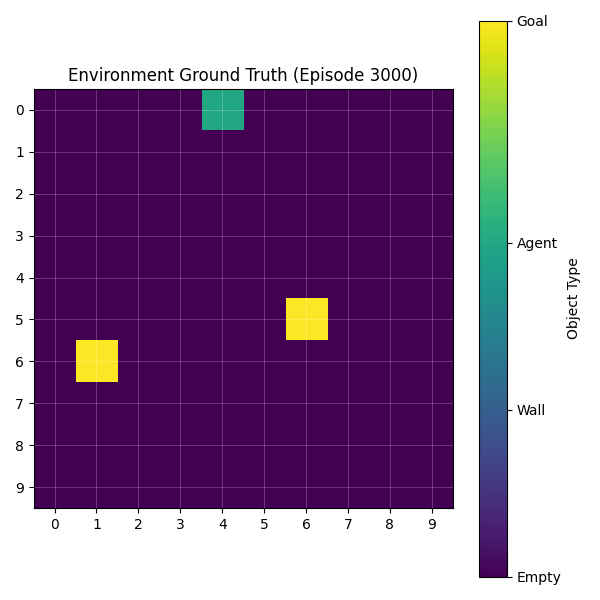 Environment Ground Truth (Episode 3000)
0
1
2
3
4
5
6
7
8
9
0 1 2 3 4 5 6 7 8 9
Goal
Agent
Wall
Empty
Object Type